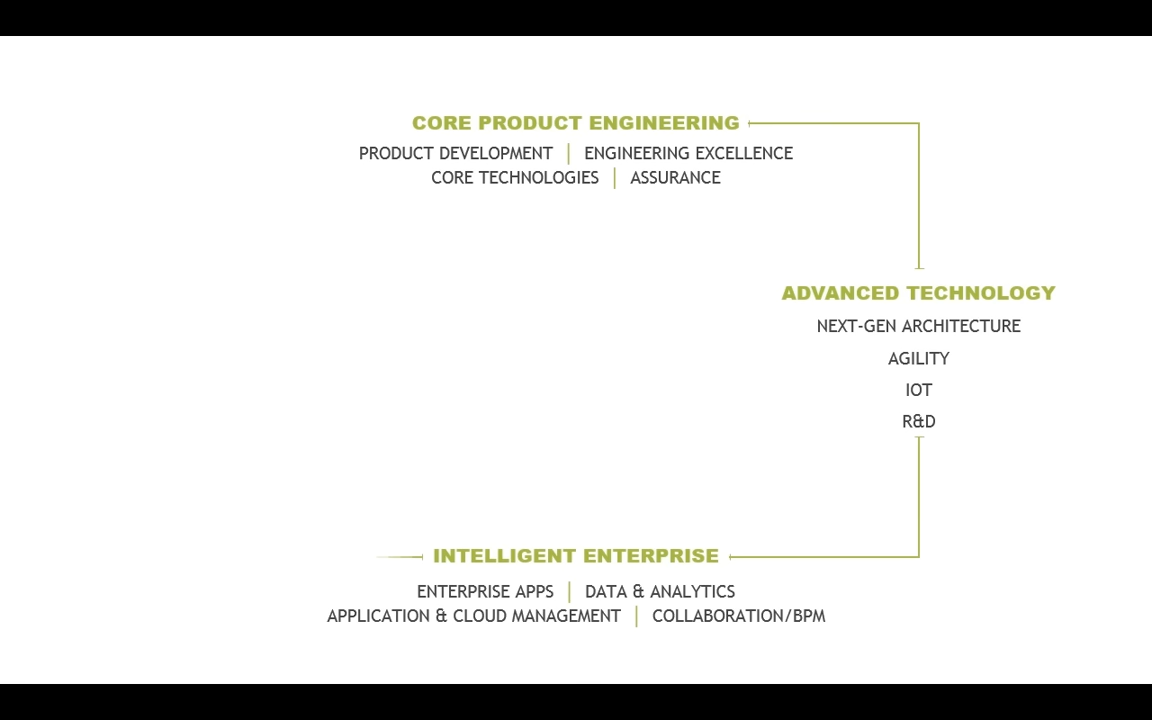 CORE PRODUCT ENGINEERING
PRODUCT DEVELOPMENT | ENGINEERING EXCELLENCE
CORE TECHNOLOGIES | ASSURANCE
ADVANCED TECHNOLOGY
NEXT-GEN ARCHITECTURE
AGILITY
IOT
R&D
INTELLIGENT ENTERPRISE
ENTERPRISE APPS | DATA & ANALYTICS
APPLICATION & CLOUD MANAGEMENT | COLLABORATION/BPM